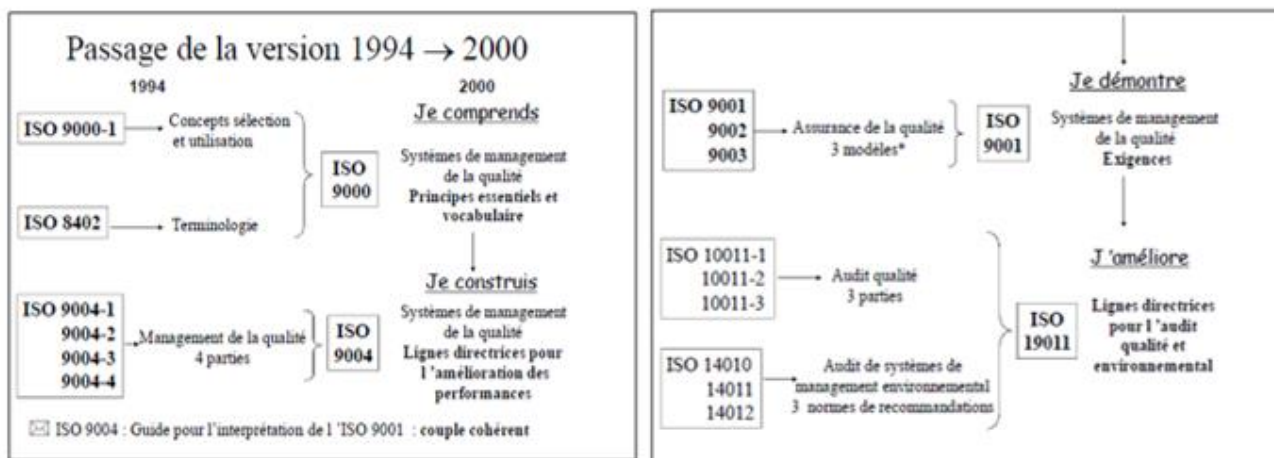 Passage de la version 1994 → 2000
1994
2000
Je comprends
ISO 9000-1
Concepts sélection
et utilisation
ISO
9000
Systèmes de management
de la qualité
Principes essentiels et
vocabulaire
ISO 8402
Terminologie
Je construis
ISO 9004-1
9004-2
9004-3
9004-4
Management de la qualité
4 parties
ISO
9004
Systèmes de management
de la qualité
Lignes directrices pour
l 'amélioration des
performances
ISO 9004 : Guide pour l'interprétation de l 'ISO 9001 : couple cohérent
Je démontre
ISO 9001
9002
9003
Assurance de la qualité
3 modèles*
ISO
9001
Systèmes de management
de la qualité
Exigences
J 'améliore
ISO 10011-1
10011-2
10011-3
Audit qualité
3 parties
ISO
19011
Lignes directrices
pour l 'audit
qualité et
environnemental
ISO 14010
14011
14012
Audit de systèmes de
management environnemental
3 normes de recommandations